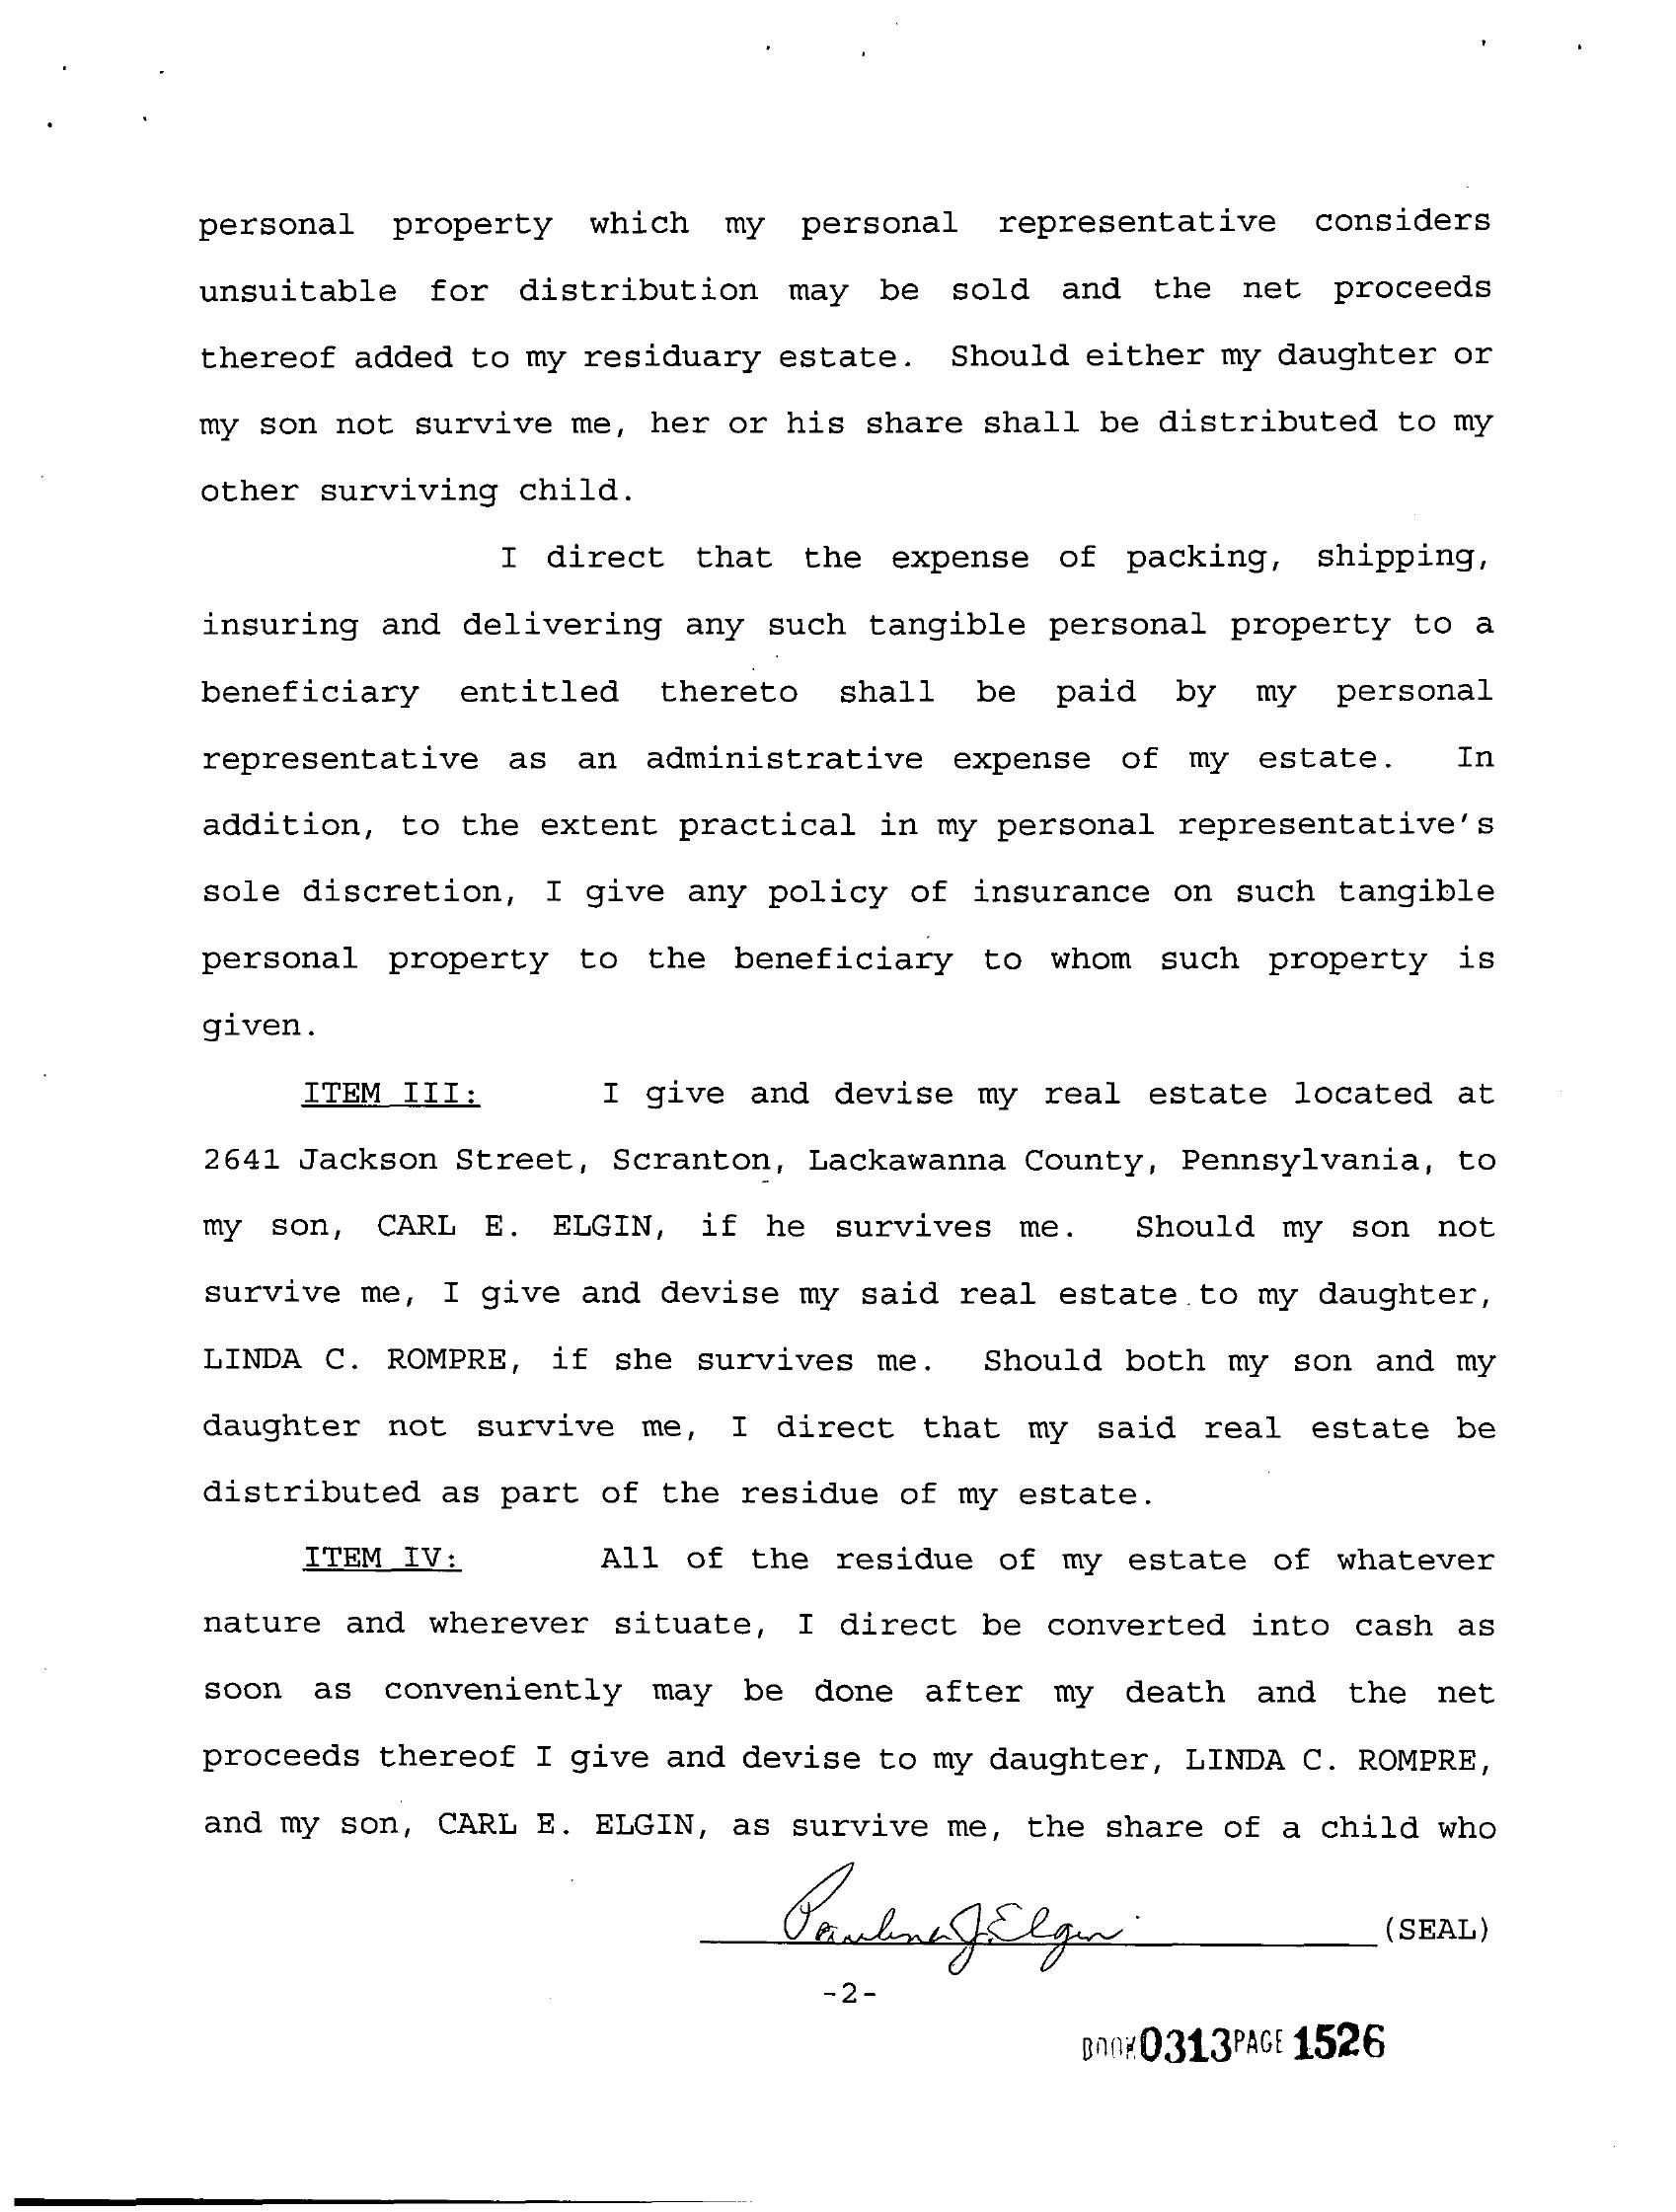 personal property which my personal representative considers
unsuitable for distribution may be sold and the net proceeds
thereof added to my residuary estate. Should either my daughter or
my son not survive me, her or his share shall be distributed to my
other surviving child.
I direct that the expense of packing, shipping,
insuring and delivering any such tangible personal property to a
beneficiary entitled thereto shall be paid by my personal
representative as an administrative expense of my estate. In
addition, to the extent practical in my personal representative's
sole discretion, I give any policy of insurance on such tangible
personal property to the beneficiary to whom such property is
given.
ITEM III: I give and devise my real estate located at
2641 Jackson Street, Scranton, Lackawanna County, Pennsylvania, to
my son, CARL E. ELGIN, if he survives me. Should my son not
survive me, I give and devise my said real estate to my daughter,
LINDA C. ROMPRE, if she survives me. Should both my son and my
daughter not survive me, I direct that my said real estate be
distributed as part of the residue of my estate.
ITEM IV: All of the residue of my estate of whatever
nature and wherever situate, I direct be converted into cash as
soon as conveniently may be done after my death and the net
proceeds thereof I give and devise to my daughter, LINDA C. ROMPRE,
and my son, CARL E. ELGIN, as survive me, the share of a child who
Pauline J. Elgin (SEAL)
-2-
BOOK 0313 PAGE 1526